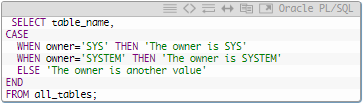 Oracle PL/SQL
SELECT table_name,
CASE
WHEN owner='SYS' THEN 'The owner is SYS'
WHEN owner='SYSTEM' THEN 'The owner is SYSTEM'
ELSE 'The owner is another value'
END
FROM all_tables;